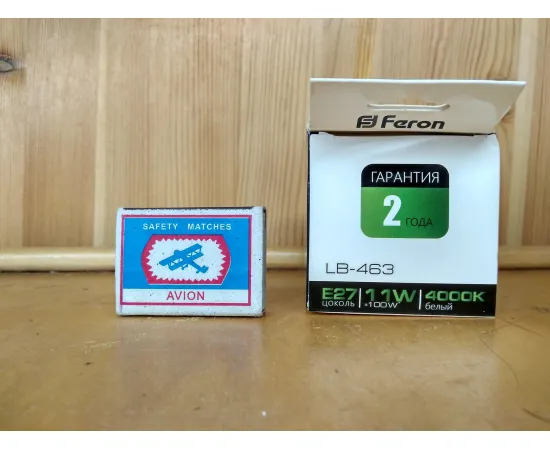 SAFETY MATCHES
AVION
Feron
ГАРАНТИЯ
2 ГОДА
LB-463
E27 11W 4000K
цоколь ≈100W белый